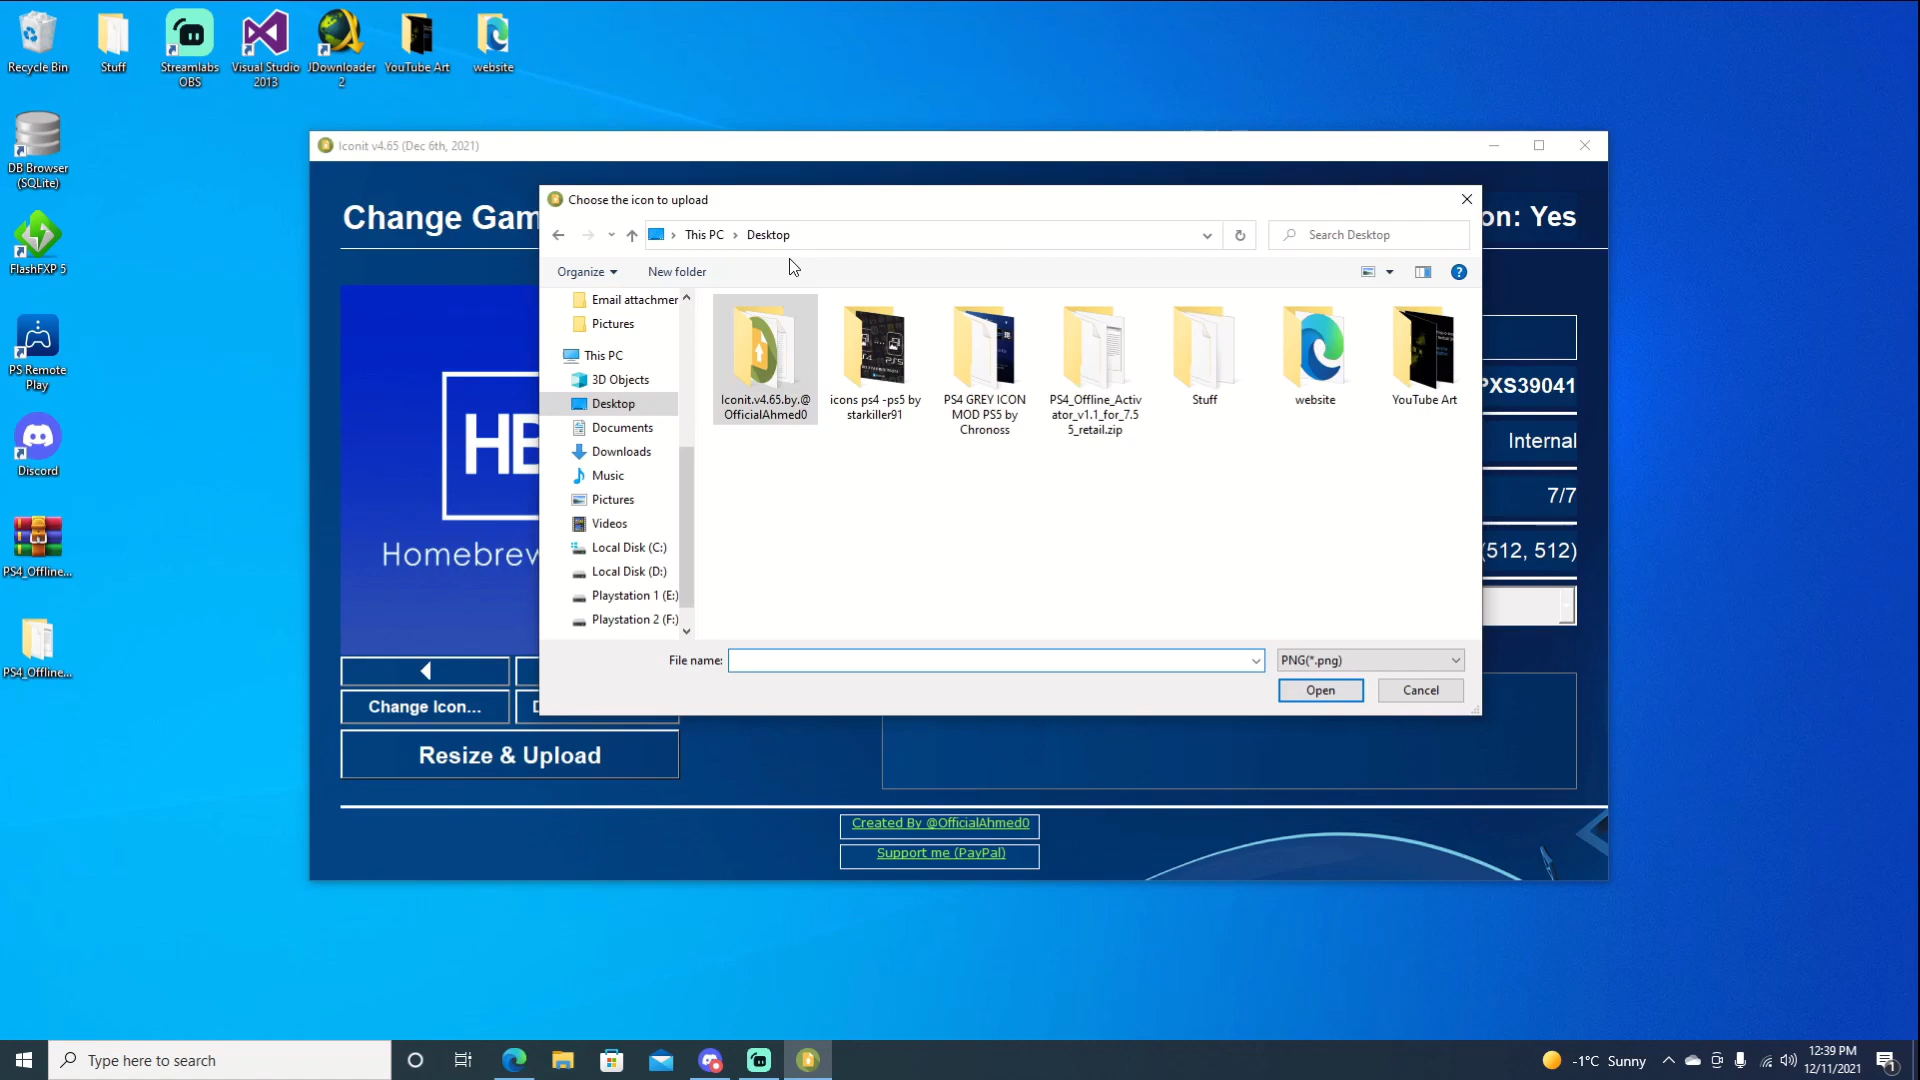 Recycle Bin
Stuff
Streamlabs
OBS
Visual Studio
2013
JDownloader
2
YouTube Art
website
DB Browser
(SQLite)
FlashFXP 5
PS Remote
Play
Discord
PS4_Offline...
PS4_Offline...
Iconit v4.65 (Dec 6th, 2021)
Change Gam
on: Yes
Choose the icon to upload
This PC
Desktop
Search Desktop
Organize
New folder
Email attachmer
Pictures
This PC
3D Objects
Desktop
Documents
Downloads
Music
Pictures
Videos
Local Disk (C:)
Local Disk (D:)
Playstation 1 (E:)
Playstation 2 (F:)
Iconit.v4.65.by.@
OfficialAhmed0
icons ps4 -ps5 by
starkiller91
PS4 GREY ICON
MOD PS5 by
Chronoss
PS4_Offline_Activ
ator_v1.1_for_7.5
5_retail.zip
Stuff
website
YouTube Art
File name:
PNG(*.png)
Open
Cancel
HB
Homebrew
PXS39041
Internal
7/7
(512, 512)
Change Icon...
Resize & Upload
Created By @OfficialAhmed0
Support me (PayPal)
Type here to search
-1°C Sunny
12:39 PM
12/11/2021
1